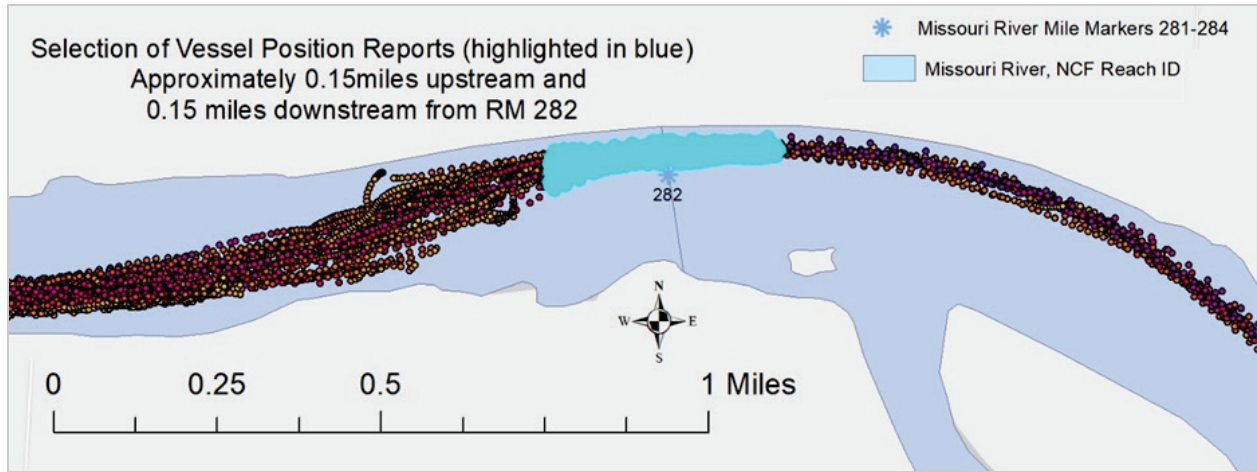 Selection of Vessel Position Reports (highlighted in blue)
Approximately 0.15miles upstream and
0.15 miles downstream from RM 282
Missouri River Mile Markers 281-284
Missouri River, NCF Reach ID
282
N
W E
S
0 0.25 0.5 1 Miles